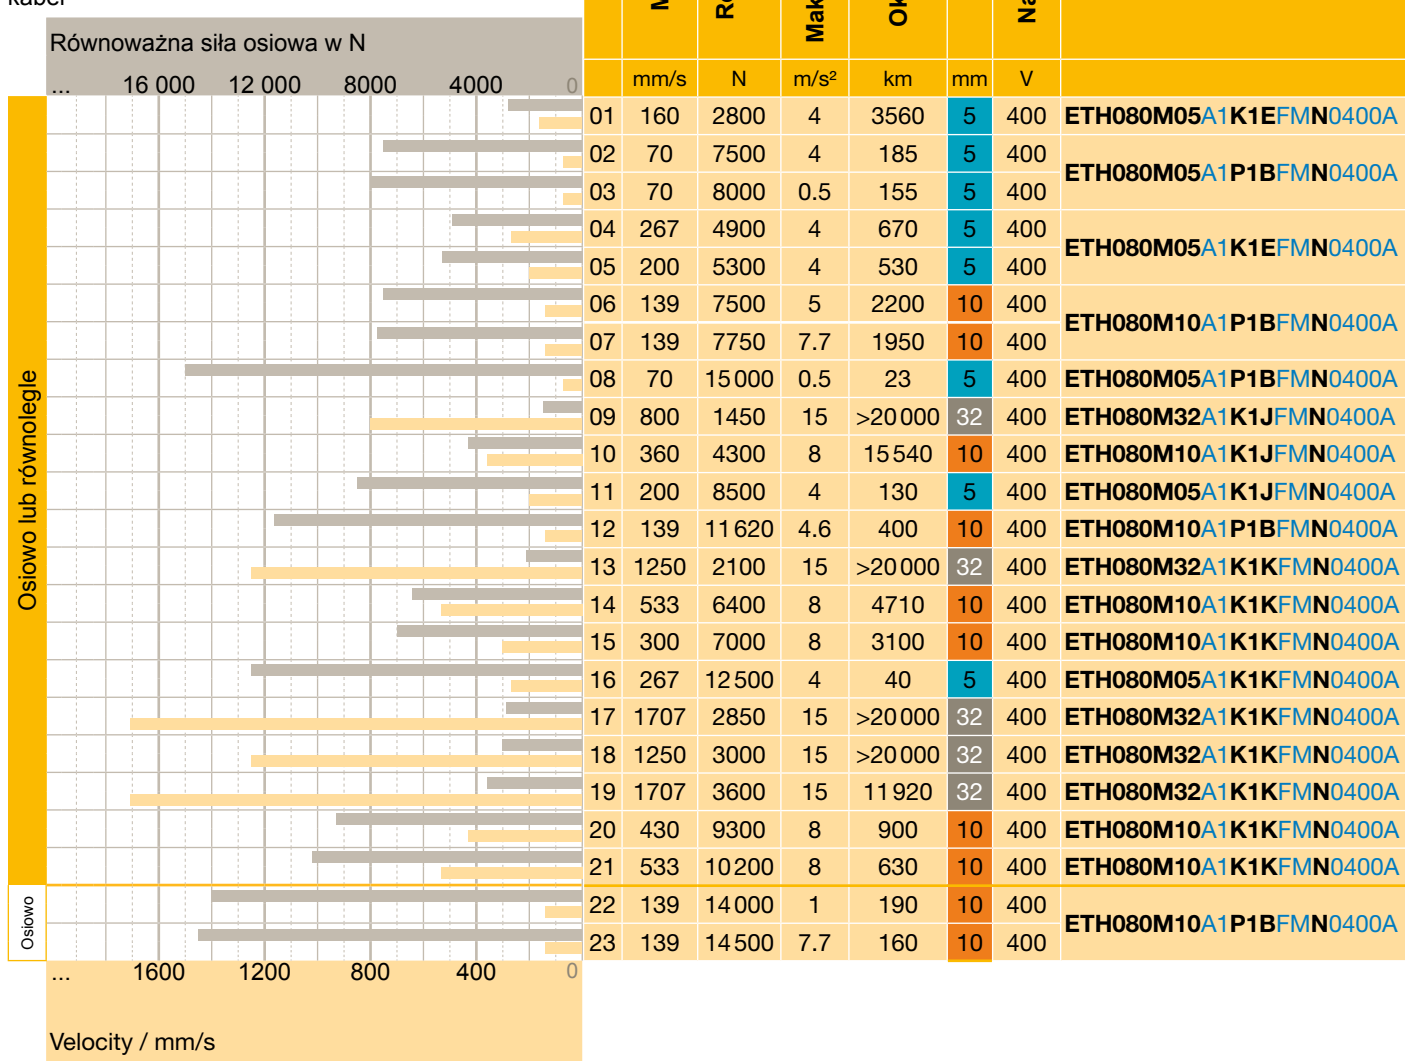 Równoważna siła osiowa w N
... 16 000 12 000 8000 4000 0
mm/s N m/s² km mm V
Osiowo lub równolegle
01 160 2800 4 3560 5 400 ETH080M05A1K1EFMN0400A
02 70 7500 4 185 5 400
ETH080M05A1P1BFMN0400A
03 70 8000 0.5 155 5 400
04 267 4900 4 670 5 400
ETH080M05A1K1EFMN0400A
05 200 5300 4 530 5 400
06 139 7500 5 2200 10 400
ETH080M10A1P1BFMN0400A
07 139 7750 7.7 1950 10 400
08 70 15 000 0.5 23 5 400 ETH080M05A1P1BFMN0400A
09 800 1450 15 >20 000 32 400 ETH080M32A1K1JFMN0400A
10 360 4300 8 15 540 10 400 ETH080M10A1K1JFMN0400A
11 200 8500 4 130 5 400 ETH080M05A1K1JFMN0400A
12 139 11 620 4.6 400 10 400 ETH080M10A1P1BFMN0400A
13 1250 2100 15 >20 000 32 400 ETH080M32A1K1KFMN0400A
14 533 6400 8 4710 10 400 ETH080M10A1K1KFMN0400A
15 300 7000 8 3100 10 400 ETH080M10A1K1KFMN0400A
16 267 12 500 4 40 5 400 ETH080M05A1K1KFMN0400A
17 1707 2850 15 >20 000 32 400 ETH080M32A1K1KFMN0400A
18 1250 3000 15 >20 000 32 400 ETH080M32A1K1KFMN0400A
19 1707 3600 15 11 920 32 400 ETH080M32A1K1KFMN0400A
20 430 9300 8 900 10 400 ETH080M10A1K1KFMN0400A
21 533 10 200 8 630 10 400 ETH080M10A1K1KFMN0400A
Osiowo
22 139 14 000 1 190 10 400
ETH080M10A1P1BFMN0400A
23 139 14 500 7.7 160 10 400
... 1600 1200 800 400 0
Velocity / mm/s